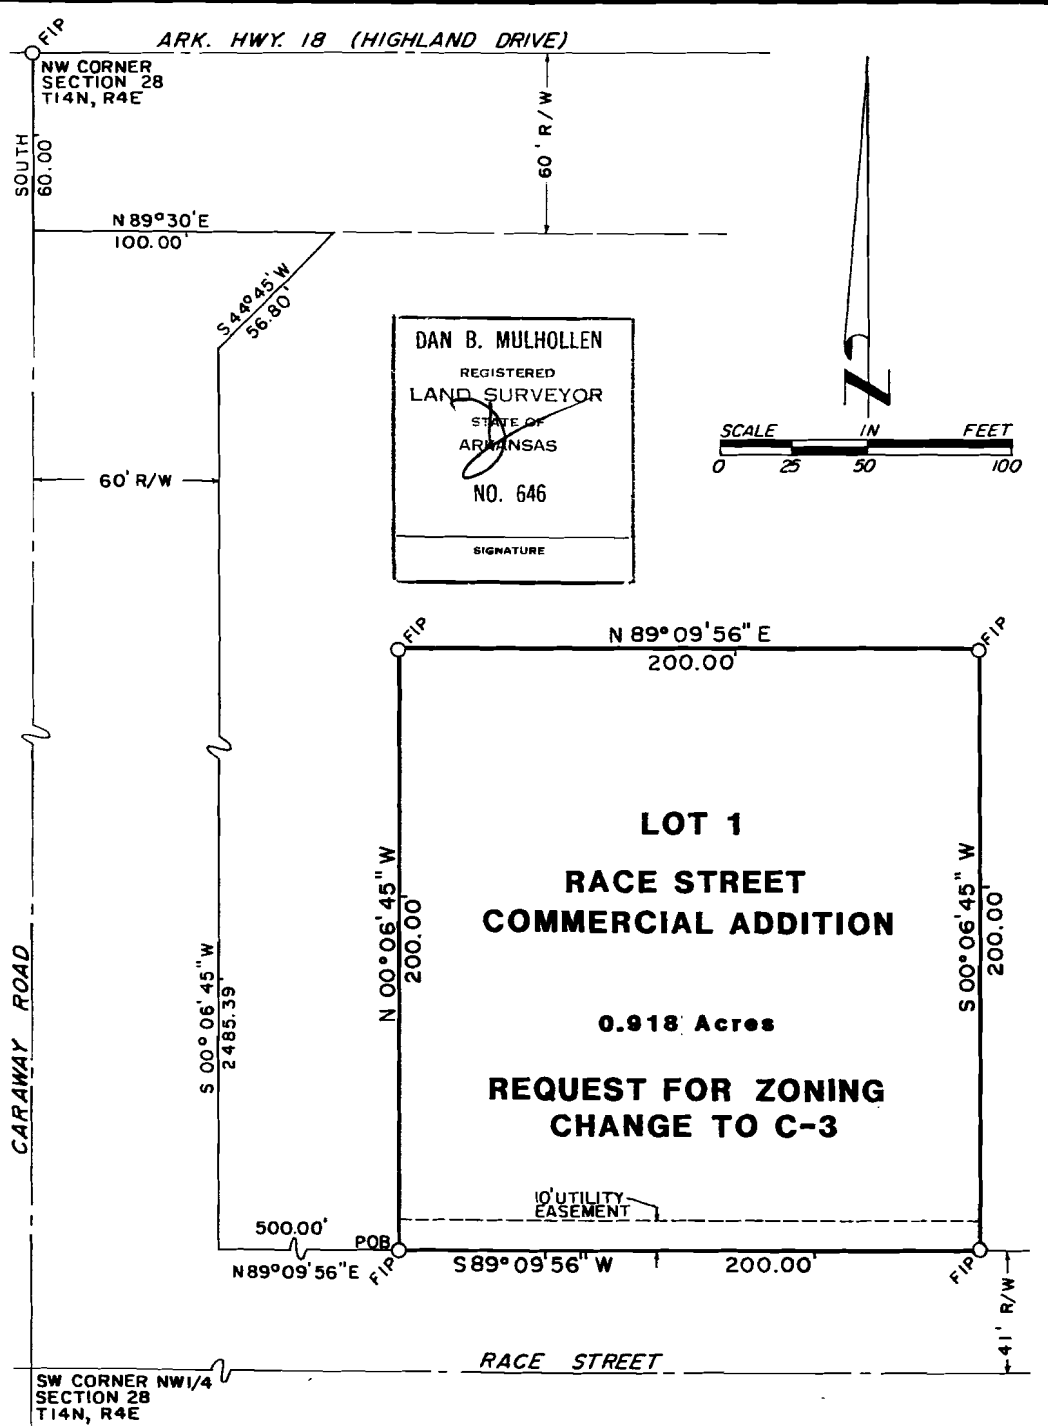 FIP
ARK. HWY. 18 (HIGHLAND DRIVE)
NW CORNER
SECTION 28
T14N, R4E
SOUTH
60.00'
60' R/W
N 89°30'E
100.00'
S 44°45' W
56.80'
DAN B. MULHOLLEN
REGISTERED
LAND SURVEYOR
STATE OF
ARKANSAS
NO. 646
SIGNATURE
N
SCALE IN FEET
0 25 50 100
60' R/W
FIP
N 89°09'56" E
200.00'
FIP
LOT 1
RACE STREET
COMMERCIAL ADDITION
0.918 Acres
REQUEST FOR ZONING
CHANGE TO C-3
N 00°06'45" W
200.00'
S 00°06'45" W
200.00'
CARAWAY ROAD
S 00°06'45" W
2485.39'
10' UTILITY
EASEMENT
500.00'
POB
N89°09'56"E
FIP
S89°09'56" W
200.00'
FIP
41' R/W
RACE STREET
SW CORNER NW1/4
SECTION 28
T14N, R4E